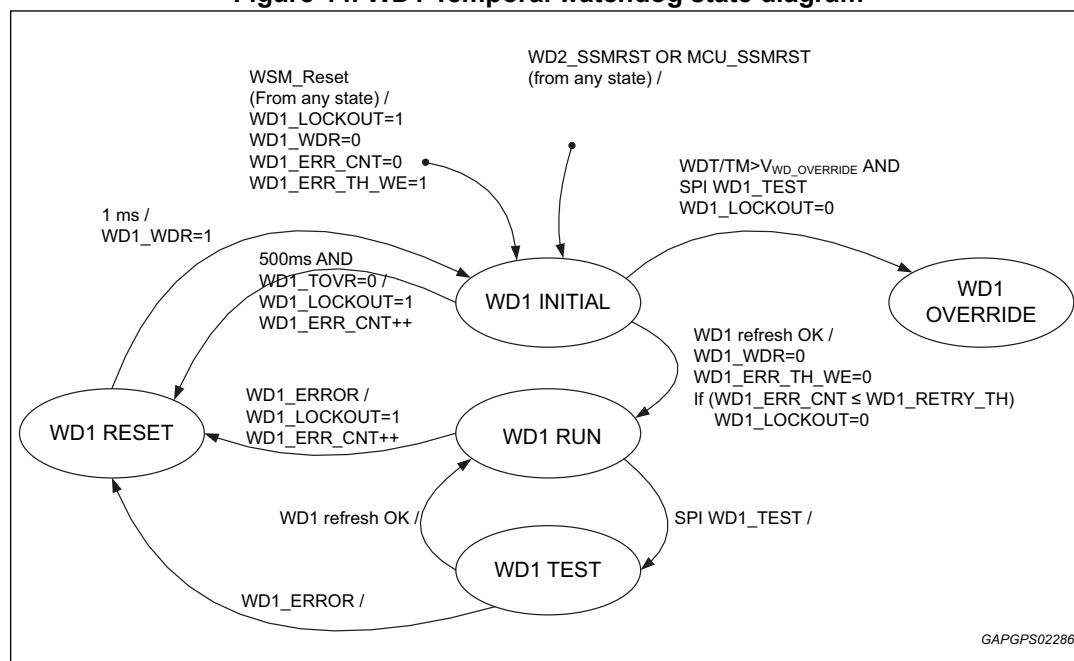 Figure 14. WD1 Temporal watchdog state diagram
WD2_SSMRST OR MCU_SSMRST
(from any state) /
WSM_Reset
(From any state) /
WD1_LOCKOUT=1
WD1_WDR=0
WD1_ERR_CNT=0
WD1_ERR_TH_WE=1
WDT/TM>VWD_OVERRIDE AND
SPI WD1_TEST
WD1_LOCKOUT=0
1 ms /
WD1_WDR=1
500ms AND
WD1_TOVR=0 /
WD1_LOCKOUT=1
WD1_ERR_CNT++
WD1 INITIAL
WD1
OVERRIDE
WD1 refresh OK /
WD1_WDR=0
WD1_ERR_TH_WE=0
If (WD1_ERR_CNT ≤ WD1_RETRY_TH)
WD1_LOCKOUT=0
WD1_ERROR /
WD1_LOCKOUT=1
WD1_ERR_CNT++
WD1 RESET
WD1 RUN
WD1 refresh OK /
SPI WD1_TEST /
WD1 TEST
WD1_ERROR /
GAPGPS02286